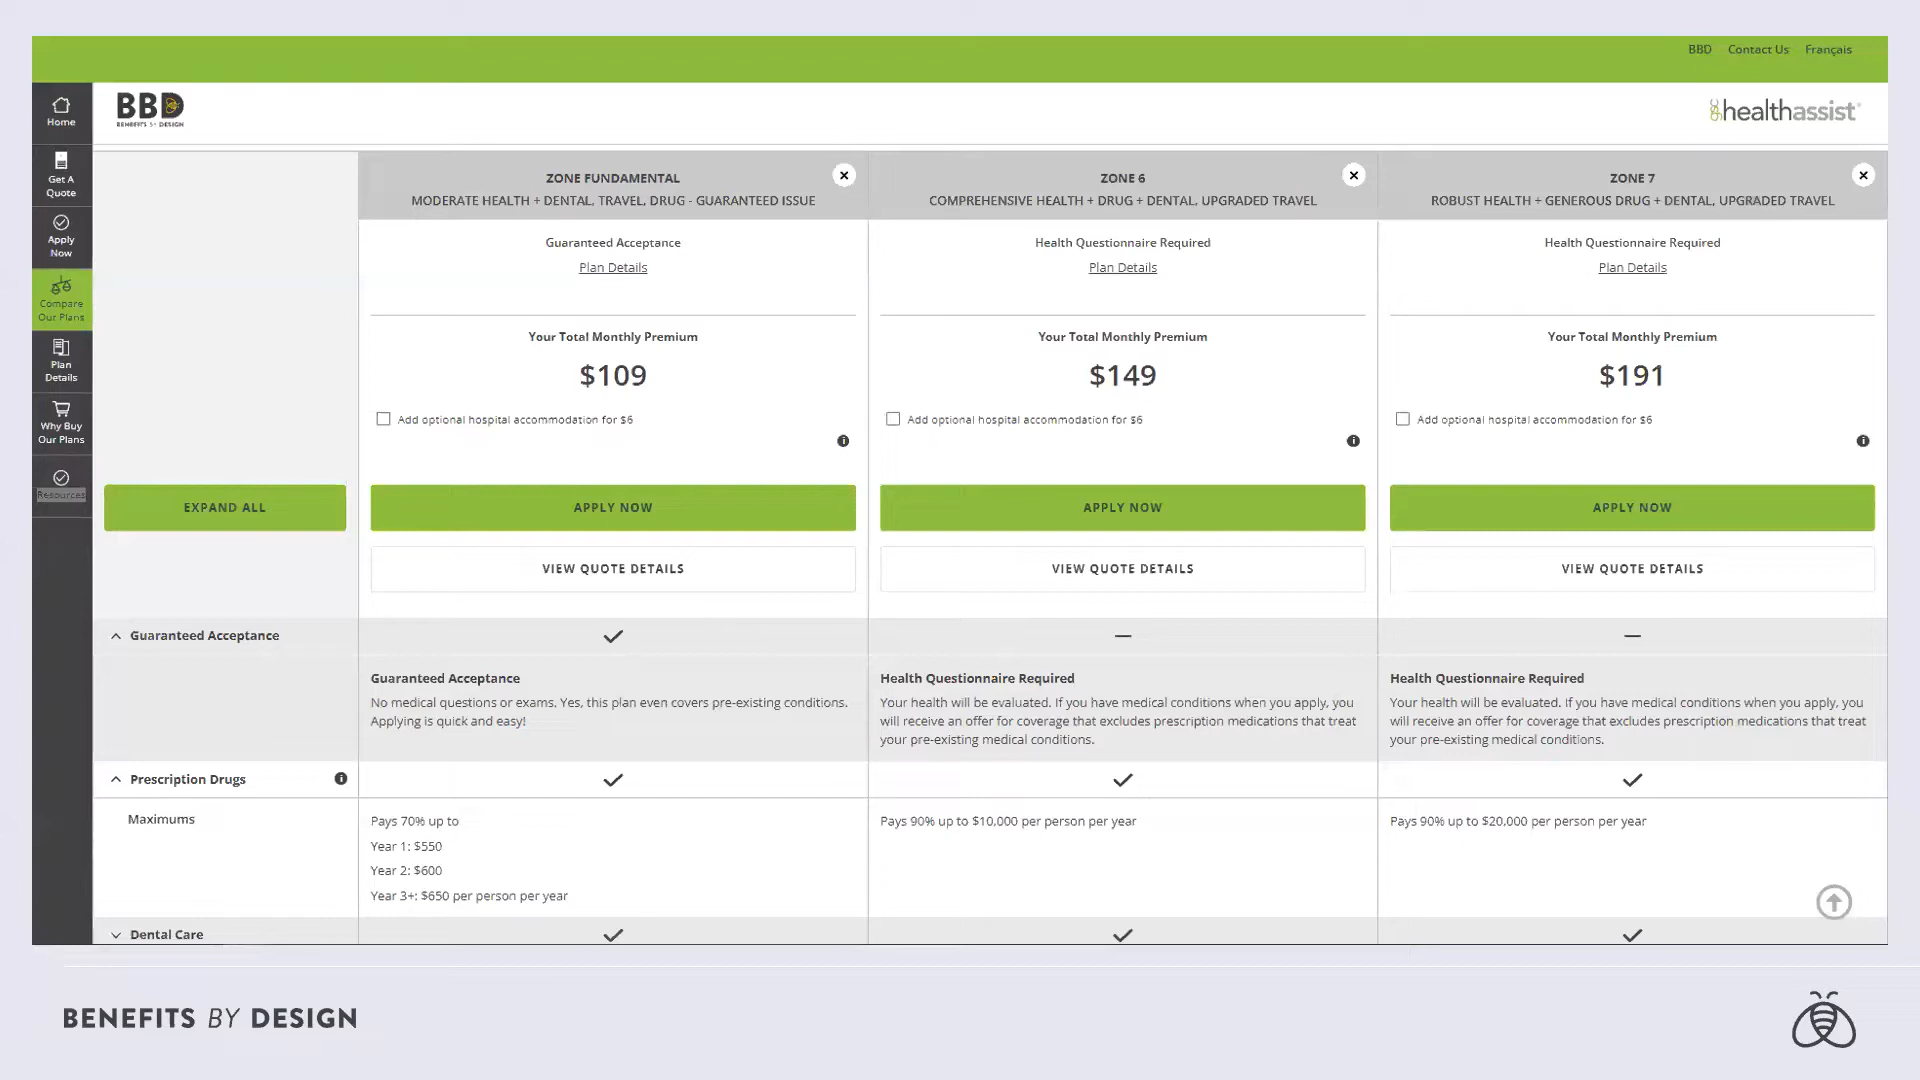 BBD Contact Us Français
Home
Get A
Quote
Apply
Now
Compare
Our Plans
Plan
Details
Why Buy
Our Plans
Resources
BBD
BENEFITS BY DESIGN
gsc healthassist
ZONE FUNDAMENTAL
MODERATE HEALTH + DENTAL, TRAVEL, DRUG - GUARANTEED ISSUE
Guaranteed Acceptance
Plan Details
Your Total Monthly Premium
$109
Add optional hospital accommodation for $6
APPLY NOW
VIEW QUOTE DETAILS
ZONE 6
COMPREHENSIVE HEALTH + DRUG + DENTAL, UPGRADED TRAVEL
Health Questionnaire Required
Plan Details
Your Total Monthly Premium
$149
Add optional hospital accommodation for $6
APPLY NOW
VIEW QUOTE DETAILS
ZONE 7
ROBUST HEALTH + GENEROUS DRUG + DENTAL, UPGRADED TRAVEL
Health Questionnaire Required
Plan Details
Your Total Monthly Premium
$191
Add optional hospital accommodation for $6
APPLY NOW
VIEW QUOTE DETAILS
EXPAND ALL
Guaranteed Acceptance
Guaranteed Acceptance
No medical questions or exams. Yes, this plan even covers pre-existing conditions.
Applying is quick and easy!
Health Questionnaire Required
Your health will be evaluated. If you have medical conditions when you apply, you
will receive an offer for coverage that excludes prescription medications that treat
your pre-existing medical conditions.
Health Questionnaire Required
Your health will be evaluated. If you have medical conditions when you apply, you
will receive an offer for coverage that excludes prescription medications that treat
your pre-existing medical conditions.
Prescription Drugs
Maximums
Pays 70% up to
Year 1: $550
Year 2: $600
Year 3+: $650 per person per year
Pays 90% up to $10,000 per person per year
Pays 90% up to $20,000 per person per year
Dental Care
BENEFITS BY DESIGN